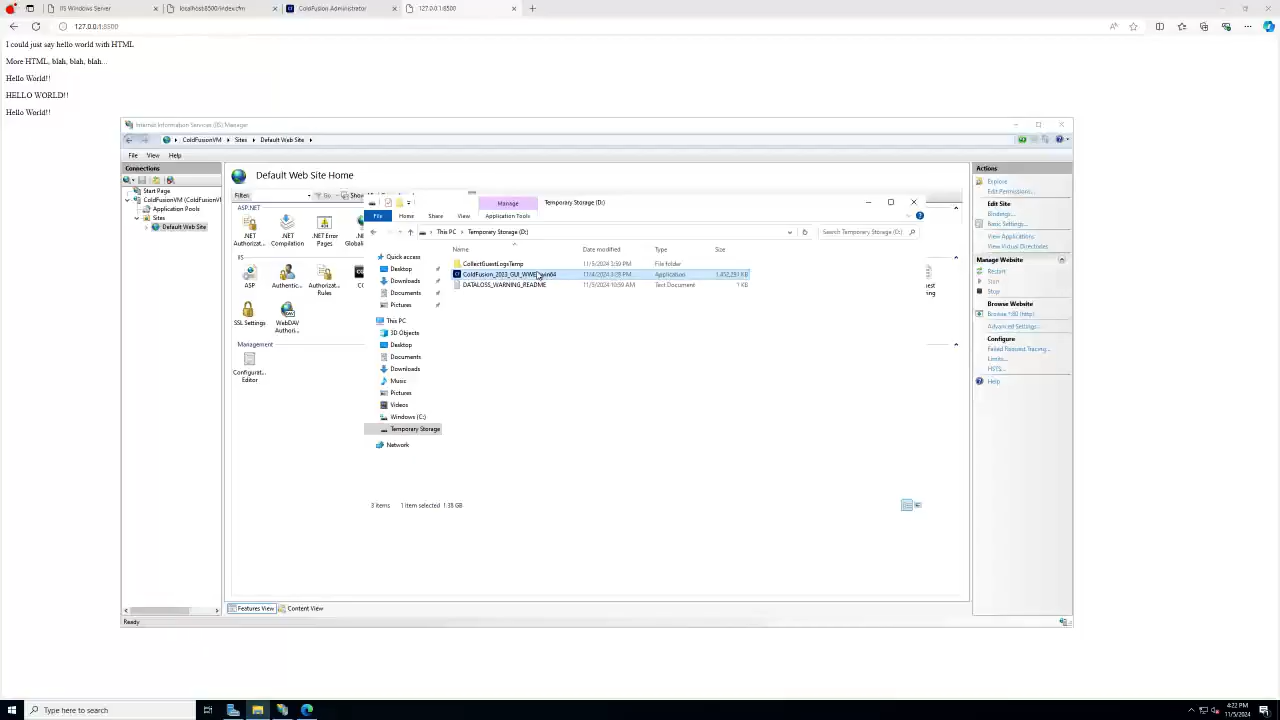 IIS Windows Server
localhost:8500/index.cfm
ColdFusion Administrator
127.0.0.1:8500
127.0.0.1:8500
I could just say hello world with HTML
More HTML, blah, blah, blah...
Hello World!!
HELLO WORLD!!
Hello World!!
Internet Information Services (IIS) Manager
ColdFusionVM
Sites
Default Web Site
File View Help
Connections
Start Page
ColdFusionVM (ColdFusionV
Application Pools
Sites
Default Web Site
Default Web Site Home
Filter:
Go
Show
ASP.NET
.NET Authorizat...
.NET Compilation
.NET Error Pages
.NET
IIS
ASP
Authentic...
Authorizat... Rules
SSL Settings
WebDAV Authori...
Management
Configurat... Editor
Manage
Temporary Storage (D:)
File
Home
Share
View
Application Tools
This PC
Temporary Storage (D:)
Search Temporary Storage (D:)
Name
Date modified
Type
Size
CollectGuestLogsTemp
11/5/2024 3:59 PM
File folder
ColdFusion_2023_GUI_WWE_win64
Application
1,452,281 KB
DATALOSS_WARNING_README
11/5/2024 10:59 AM
Text Document
1 KB
Quick access
Desktop
Downloads
Documents
Pictures
This PC
3D Objects
Desktop
Documents
Downloads
Music
Pictures
Videos
Windows (C:)
Temporary Storage
Network
3 items
1 item selected 1.38 GB
Features View
Content View
Ready
Actions
Explore
Edit Permissions...
Edit Site
Bindings...
Basic Settings...
View Applications
View Virtual Directories
Manage Website
Restart
Start
Stop
Browse Website
Browse *:80 (http)
Advanced Settings...
Configure
Failed Request Tracing...
Limits...
HSTS...
Help
Type here to search
4:22 PM
11/5/2024